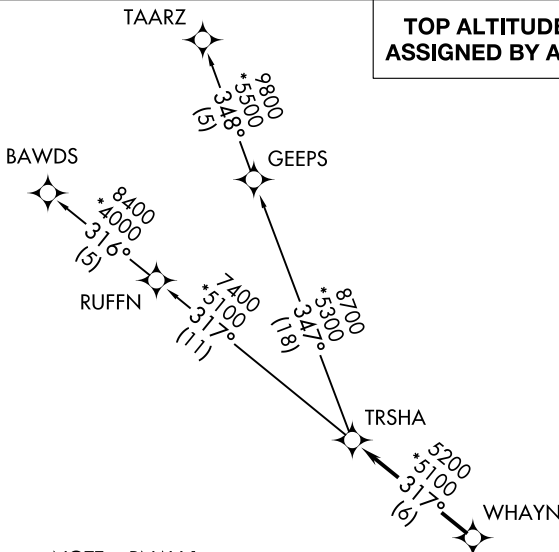 TAARZ
TOP ALTITUDE
ASSIGNED BY A
9800
*5500
348°
(5)
BAWDS
GEEPS
8400
*4000
316°
(5)
RUFFN
7400
*5100
317°
(11)
8700
*5300
347°
(18)
TRSHA
5200
*5100
317°
(6)
WHAYN